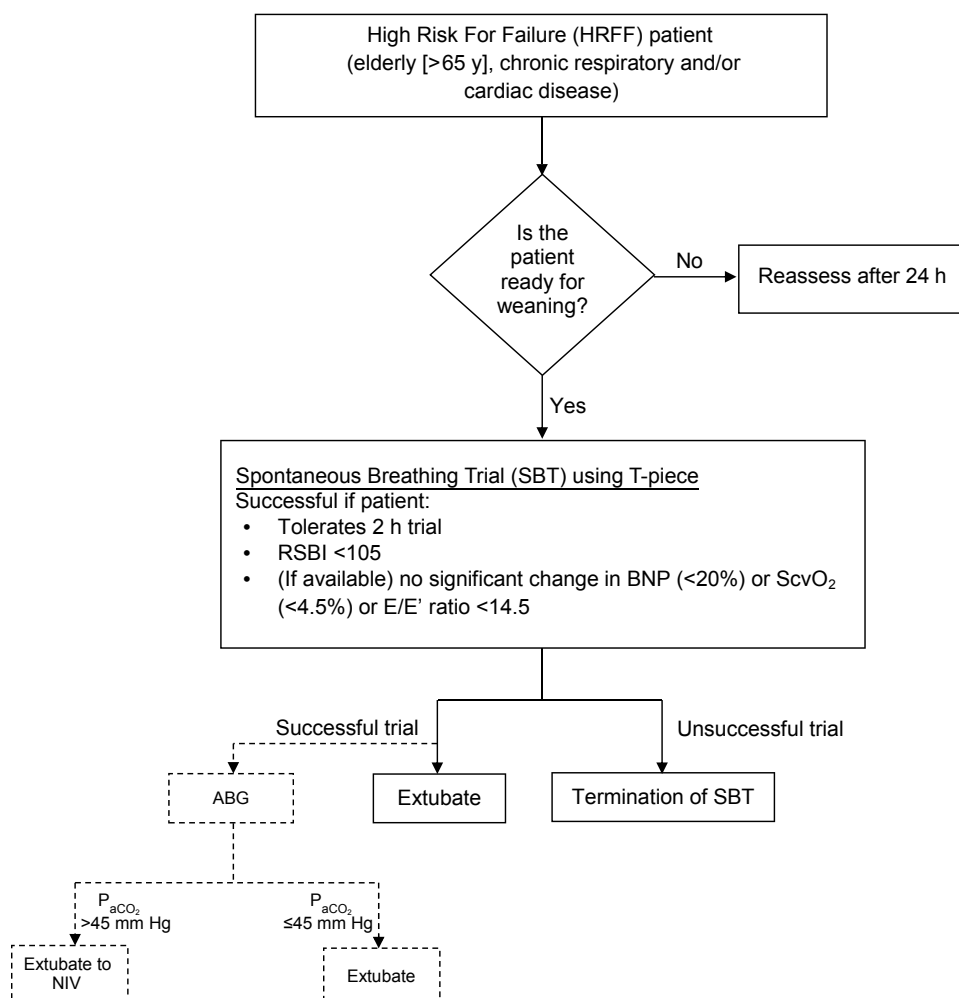 High Risk For Failure (HRFF) patient
(elderly [>65 y], chronic respiratory and/or
cardiac disease)
Is the
patient
ready for
weaning?
No
Reassess after 24 h
Yes
Spontaneous Breathing Trial (SBT) using T-piece
Successful if patient:
• Tolerates 2 h trial
• RSBI <105
• (If available) no significant change in BNP (<20%) or ScvO₂
(<4.5%) or E/E’ ratio <14.5
Successful trial
Unsuccessful trial
ABG
Extubate
Termination of SBT
PaCO₂
>45 mm Hg
PaCO₂
≤45 mm Hg
Extubate to
NIV
Extubate